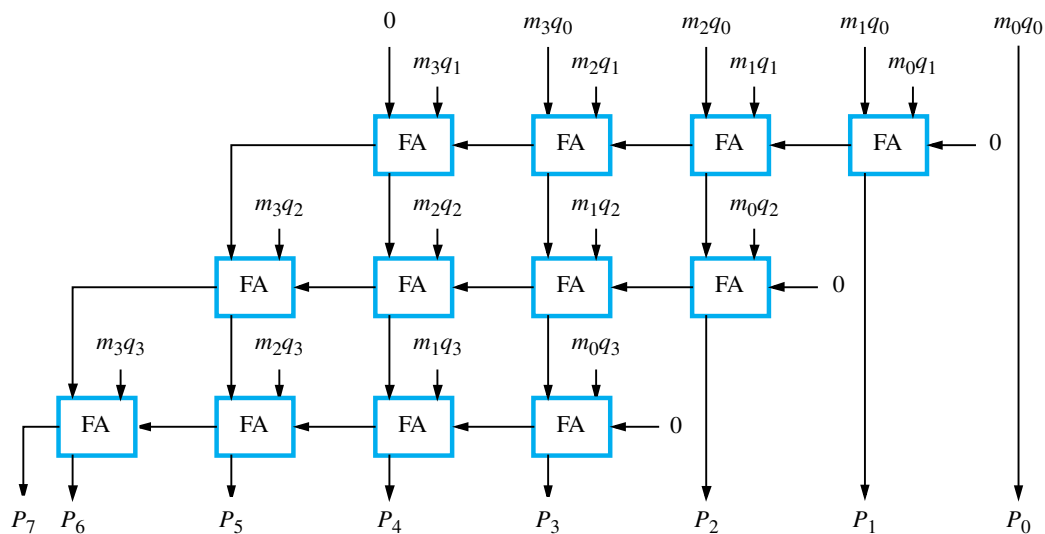 0 m₃q₀ m₂q₀ m₁q₀ m₀q₀
m₃q₁ m₂q₁ m₁q₁ m₀q₁
FA FA FA FA 0
m₃q₂ m₂q₂ m₁q₂ m₀q₂
FA FA FA FA 0
m₃q₃ m₂q₃ m₁q₃ m₀q₃
FA FA FA FA 0
P₇ P₆ P₅ P₄ P₃ P₂ P₁ P₀